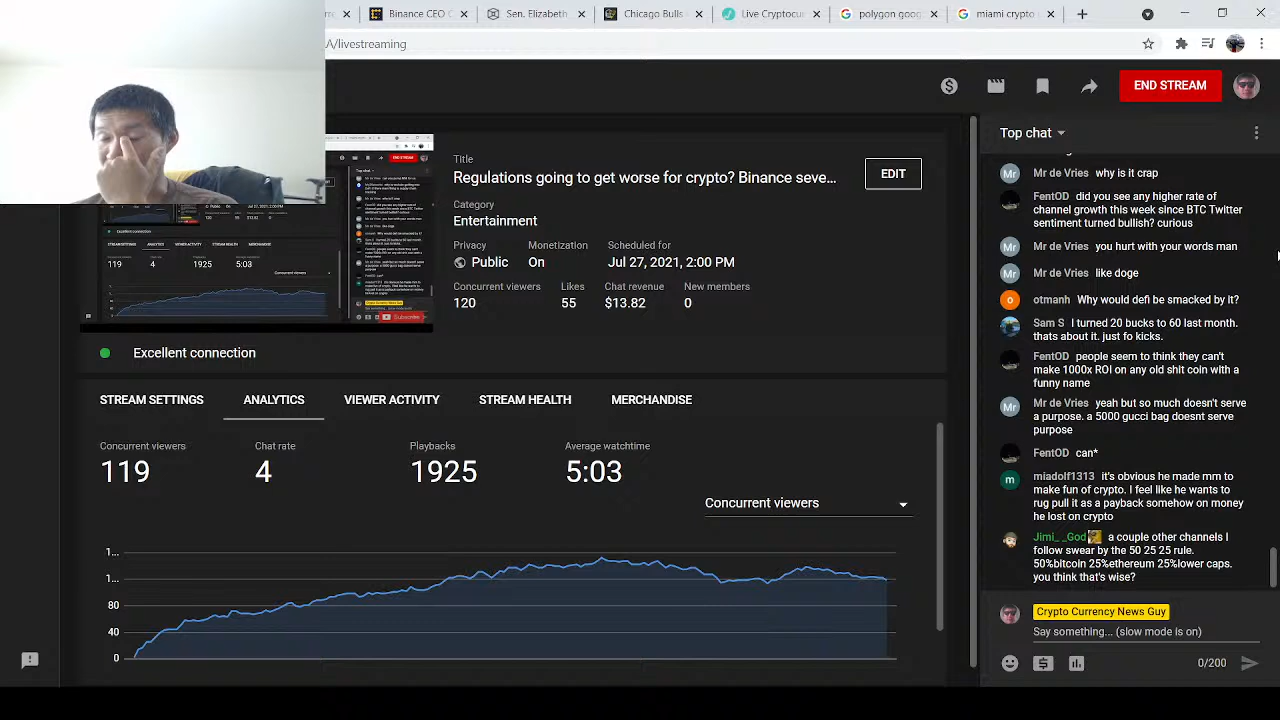 Binance CEO C
Sen. Elizabeth
Chicago Bulls
Live Cryptocur
polygon goog
miami crypto
/livestreaming
END STREAM
Title
Regulations going to get worse for crypto? Binance seve...
EDIT
Category
Entertainment
Privacy
Monetization
Scheduled for
Public
On
Jul 27, 2021, 2:00 PM
Concurrent viewers
Likes
Chat revenue
New members
120
55
$13.82
0
Excellent connection
STREAM SETTINGS
ANALYTICS
VIEWER ACTIVITY
STREAM HEALTH
MERCHANDISE
Concurrent viewers
Chat rate
Playbacks
Average watchtime
119
4
1925
5:03
Concurrent viewers
1...
1...
80
40
0
Top chat
Mr de Vries why is it crap
FentOD Did you see any higher rate of
channel growth this week since BTC Twitter
sentiment turned bullish? curious
Mr de Vries you hurt with your words man
Mr de Vries like doge
would defi be smacked by it?
Sam S I turned 20 bucks to 60 last month.
thats about it. just fo kicks.
FentOD people seem to think they can't
make 1000x ROI on any old shit coin with a
funny name
Mr de Vries yeah but so much doesn't serve
a purpose. a 5000 gucci bag doesnt serve
purpose
FentOD can*
miadolf1313 it's obvious he made mm to
make fun of crypto. I feel like he wants to
rug pull it as a payback somehow on money
he lost on crypto
Jimi_ _God a couple other channels I
follow swear by the 50 25 25 rule.
50%bitcoin 25%ethereum 25%lower caps.
you think that's wise?
Crypto Currency News Guy
Say something... (slow mode is on)
0/200